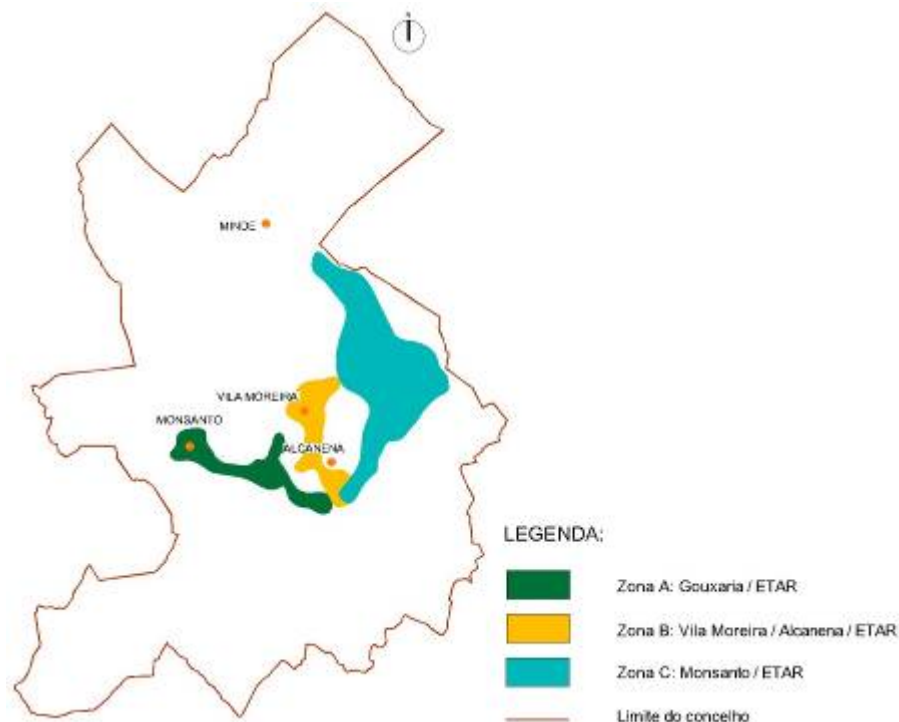 MINDE
VILA MOREIRA
MONSANTO
ALCANENA
LEGENDA:
Zona A: Gouxaria / ETAR
Zona B: Vila Moreira / Alcanena / ETAR
Zona C: Monsanto / ETAR
Limite do concelho